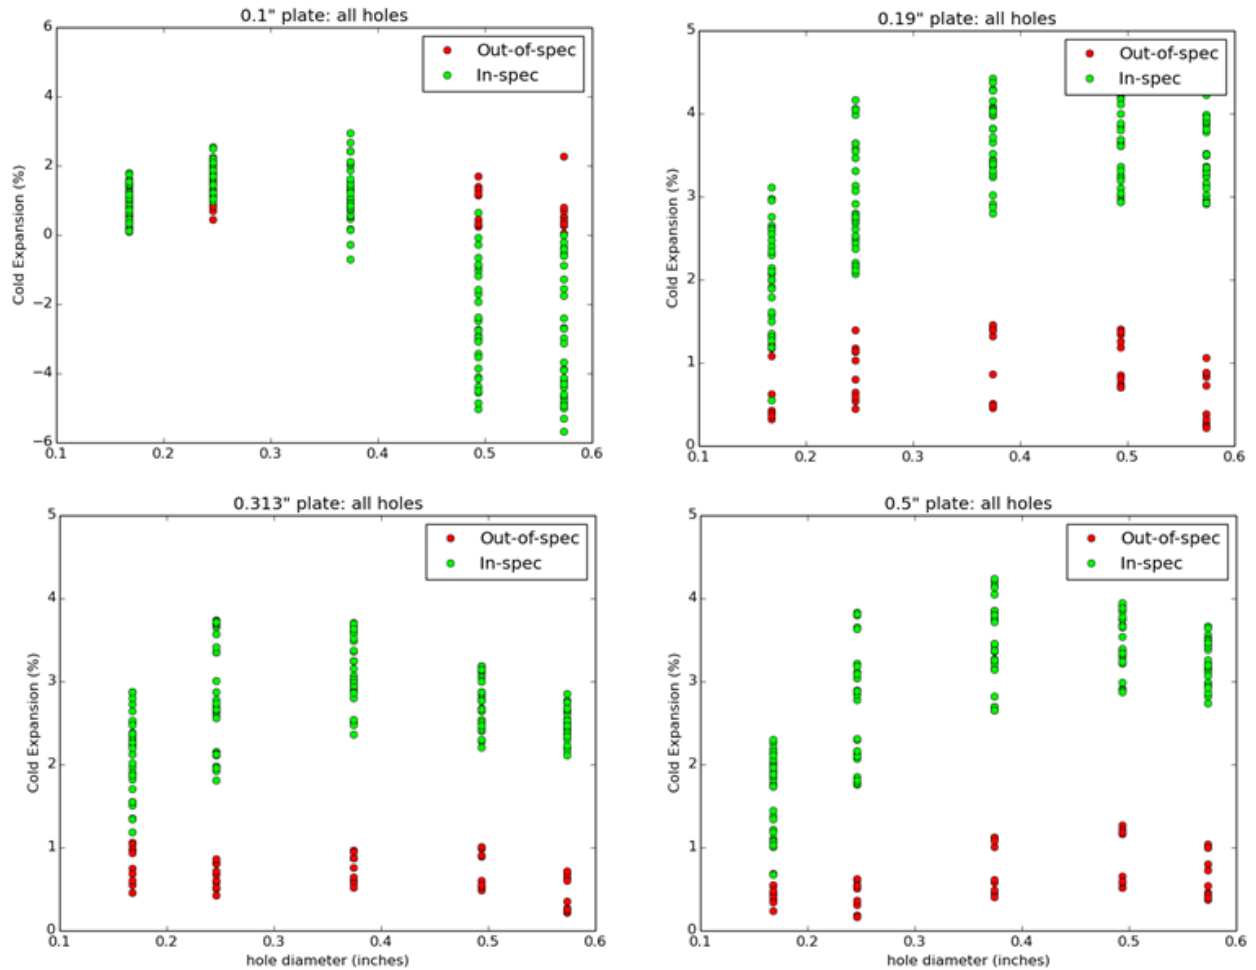 0.1" plate: all holes
6
4
2
0
−2
−4
−6
Cold Expansion (%)
Out-of-spec
In-spec
0.1
0.2
0.3
0.4
0.5
0.6
0.19" plate: all holes
5
4
3
2
1
0
Cold Expansion (%)
Out-of-spec
In-spec
0.1
0.2
0.3
0.4
0.5
0.6
0.313" plate: all holes
5
4
3
2
1
0
Cold Expansion (%)
Out-of-spec
In-spec
0.1
0.2
0.3
0.4
0.5
0.6
hole diameter (inches)
0.5" plate: all holes
5
4
3
2
1
0
Cold Expansion (%)
Out-of-spec
In-spec
0.1
0.2
0.3
0.4
0.5
0.6
hole diameter (inches)